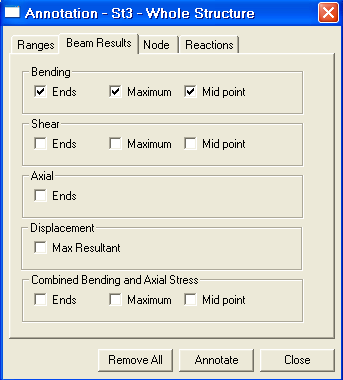 Annotation - St3 - Whole Structure
Ranges Beam Results Node Reactions
Bending
Ends Maximum Mid point
Shear
Ends Maximum Mid point
Axial
Ends
Displacement
Max Resultant
Combined Bending and Axial Stress
Ends Maximum Mid point
Remove All Annotate Close